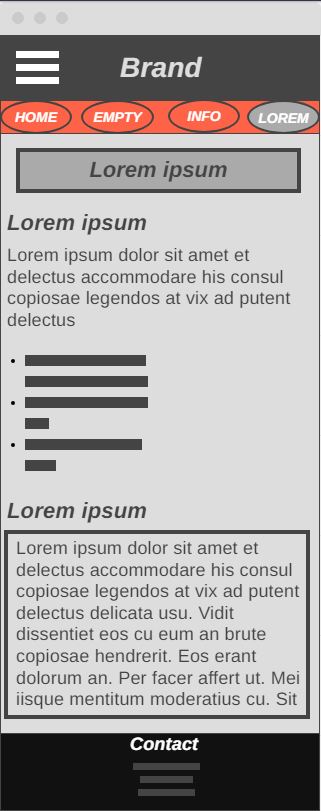 Brand
HOME EMPTY INFO LOREM
Lorem ipsum
Lorem ipsum
Lorem ipsum dolor sit amet et
delectus accommodare his consul
copiosae legendos at vix ad putent
delectus
Lorem ipsum
Lorem ipsum dolor sit amet et
delectus accommodare his consul
copiosae legendos at vix ad putent
delectus delicata usu. Vidit
dissentiet eos cu eum an brute
copiosae hendrerit. Eos erant
dolorum an. Per facer affert ut. Mei
iisque mentitum moderatius cu. Sit
Contact